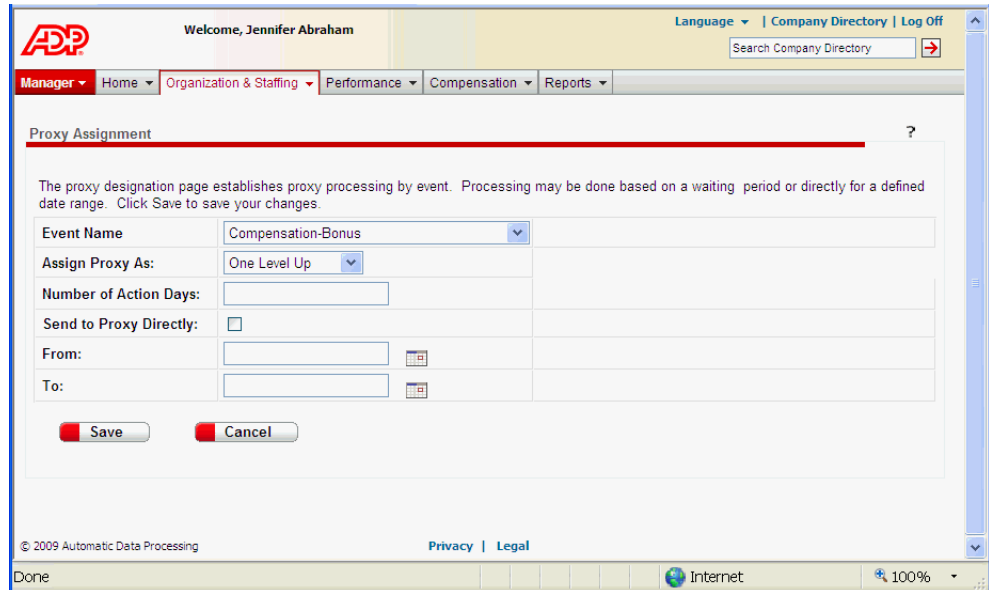 Language | Company Directory | Log Off
ADP
Welcome, Jennifer Abraham
Search Company Directory
Manager Home Organization & Staffing Performance Compensation Reports
Proxy Assignment ?
The proxy designation page establishes proxy processing by event. Processing may be done based on a waiting period or directly for a defined
date range. Click Save to save your changes.
Event Name Compensation-Bonus
Assign Proxy As: One Level Up
Number of Action Days:
Send to Proxy Directly:
From:
To:
Save Cancel
© 2009 Automatic Data Processing Privacy | Legal
Done Internet 100%